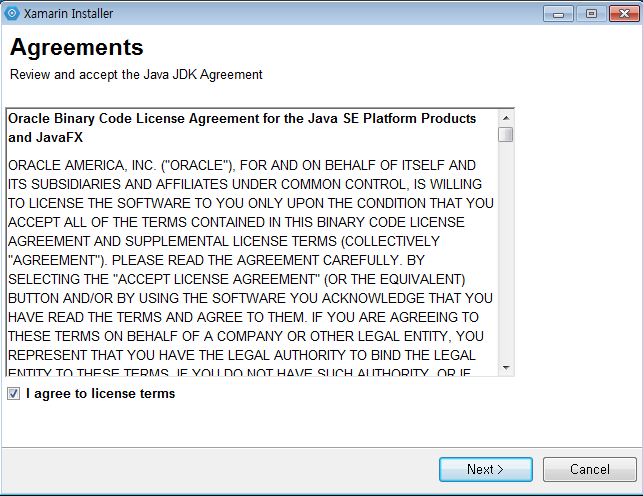 Xamarin Installer
Agreements
Review and accept the Java JDK Agreement
Oracle Binary Code License Agreement for the Java SE Platform Products
and JavaFX
ORACLE AMERICA, INC. ("ORACLE"), FOR AND ON BEHALF OF ITSELF AND
ITS SUBSIDIARIES AND AFFILIATES UNDER COMMON CONTROL, IS WILLING
TO LICENSE THE SOFTWARE TO YOU ONLY UPON THE CONDITION THAT YOU
ACCEPT ALL OF THE TERMS CONTAINED IN THIS BINARY CODE LICENSE
AGREEMENT AND SUPPLEMENTAL LICENSE TERMS (COLLECTIVELY
"AGREEMENT"). PLEASE READ THE AGREEMENT CAREFULLY. BY
SELECTING THE "ACCEPT LICENSE AGREEMENT" (OR THE EQUIVALENT)
BUTTON AND/OR BY USING THE SOFTWARE YOU ACKNOWLEDGE THAT YOU
HAVE READ THE TERMS AND AGREE TO THEM. IF YOU ARE AGREEING TO
THESE TERMS ON BEHALF OF A COMPANY OR OTHER LEGAL ENTITY, YOU
REPRESENT THAT YOU HAVE THE LEGAL AUTHORITY TO BIND THE LEGAL
ENTITY TO THESE TERMS. IF YOU DO NOT HAVE SUCH AUTHORITY, OR IF
I agree to license terms
Next >
Cancel